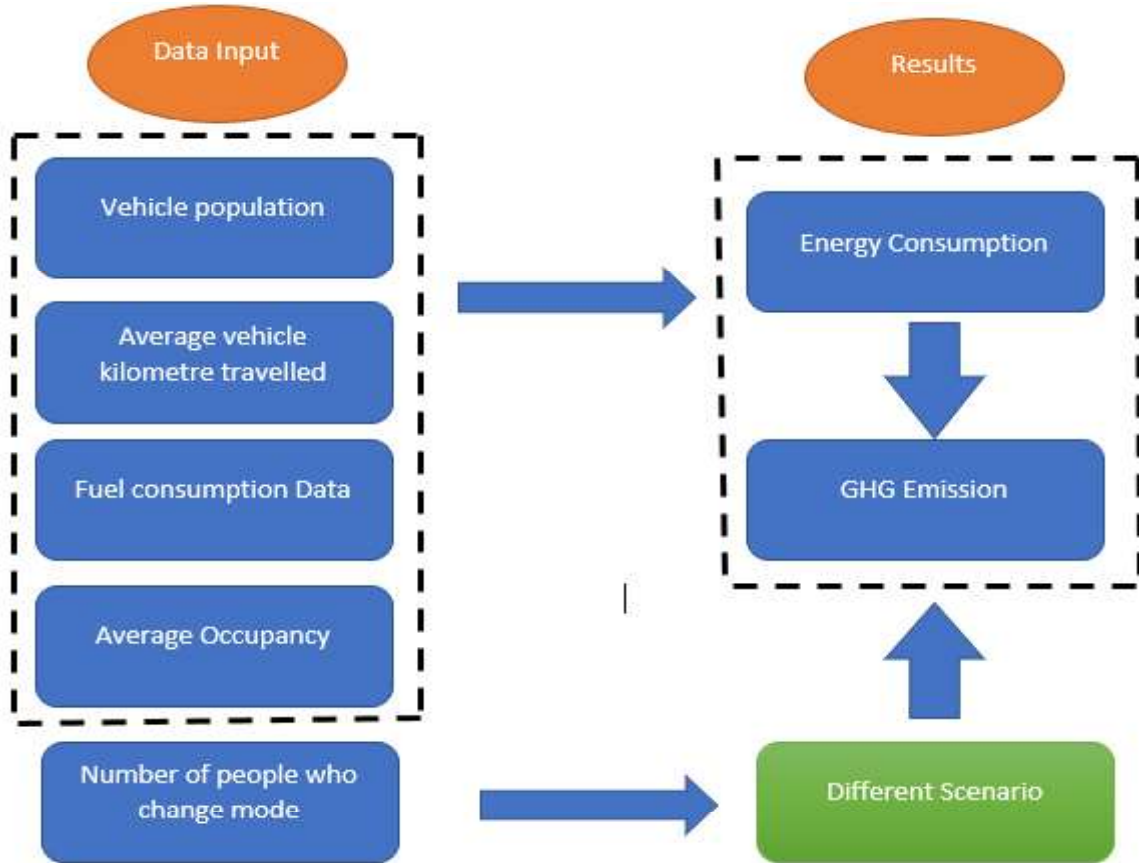 Data Input
Results
Vehicle population
Average vehicle
kilometre travelled
Fuel consumption Data
Average Occupancy
Number of people who
change mode
Energy Consumption
GHG Emission
Different Scenario